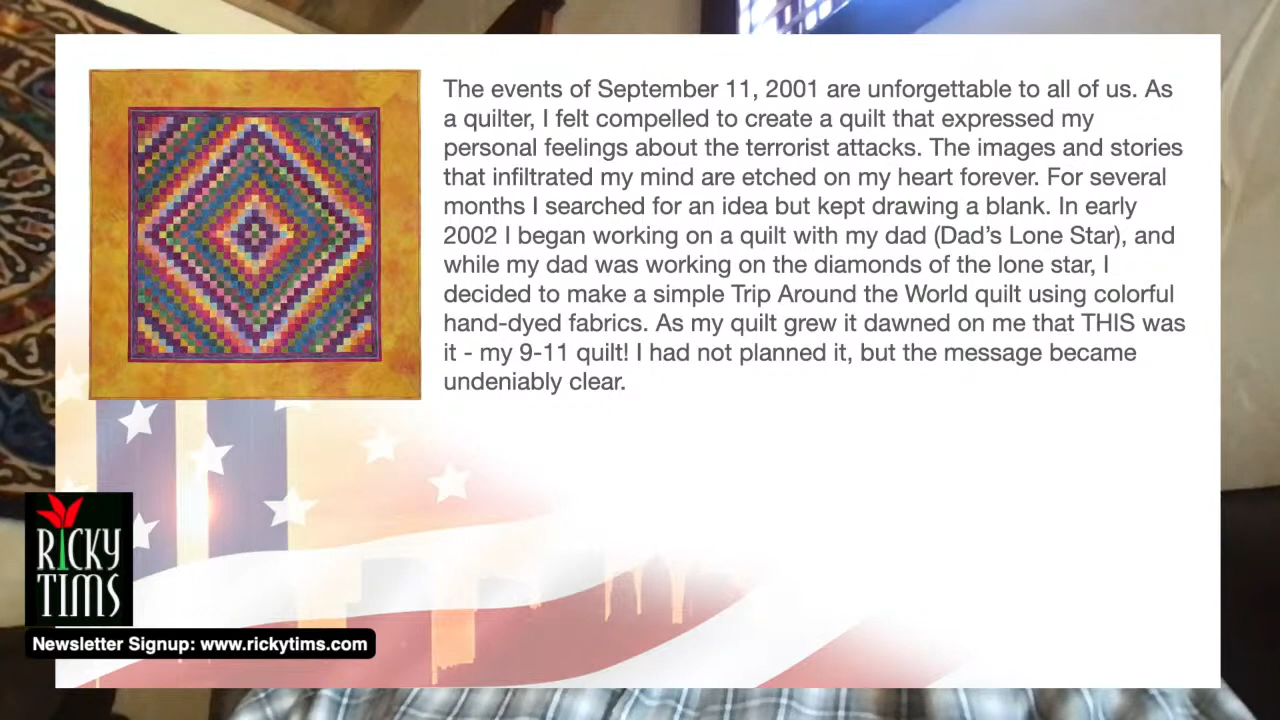 The events of September 11, 2001 are unforgettable to all of us. As
a quilter, I felt compelled to create a quilt that expressed my
personal feelings about the terrorist attacks. The images and stories
that infiltrated my mind are etched on my heart forever. For several
months I searched for an idea but kept drawing a blank. In early
2002 I began working on a quilt with my dad (Dad’s Lone Star), and
while my dad was working on the diamonds of the lone star, I
decided to make a simple Trip Around the World quilt using colorful
hand-dyed fabrics. As my quilt grew it dawned on me that THIS was
it - my 9-11 quilt! I had not planned it, but the message became
undeniably clear.
RICKY
TIMS
Newsletter Signup: www.rickytims.com